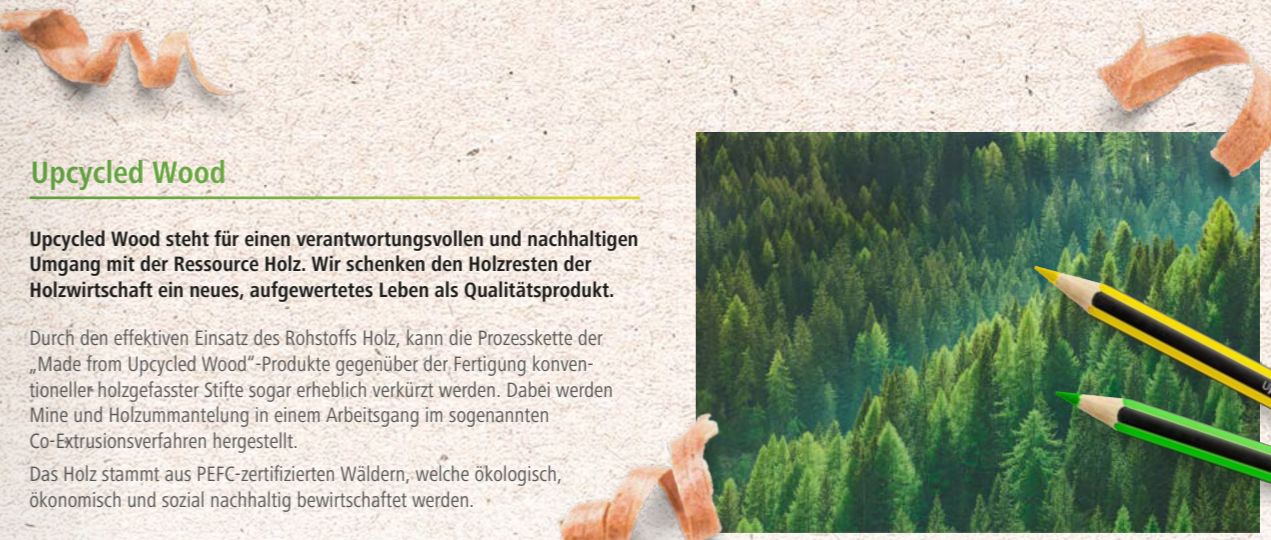 Upcycled Wood
Upcycled Wood steht für einen verantwortungsvollen und nachhaltigen
Umgang mit der Ressource Holz. Wir schenken den Holzresten der
Holzwirtschaft ein neues, aufgewertetes Leben als Qualitätsprodukt.
Durch den effektiven Einsatz des Rohstoffs Holz, kann die Prozesskette der
„Made from Upcycled Wood“-Produkte gegenüber der Fertigung konven-
tioneller holzgefasster Stifte sogar erheblich verkürzt werden. Dabei werden
Mine und Holzummantelung in einem Arbeitsgang im sogenannten
Co-Extrusionsverfahren hergestellt.
Das Holz stammt aus PEFC-zertifizierten Wäldern, welche ökologisch,
ökonomisch und sozial nachhaltig bewirtschaftet werden.